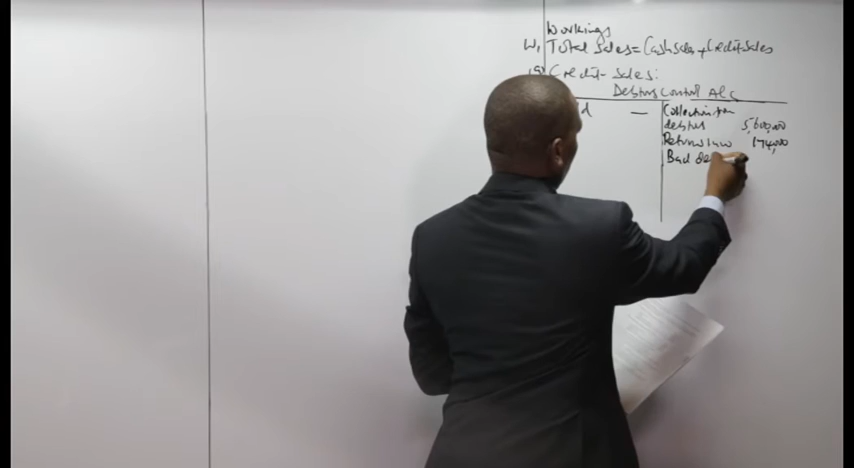 Workings
W1 Total Sales = Cash Sales + Credit Sales
(a) Credit - Sales:
Debtors Control A/c
d — Collection from
debtors 5,600,000
Return Inw 174,000
Bad de